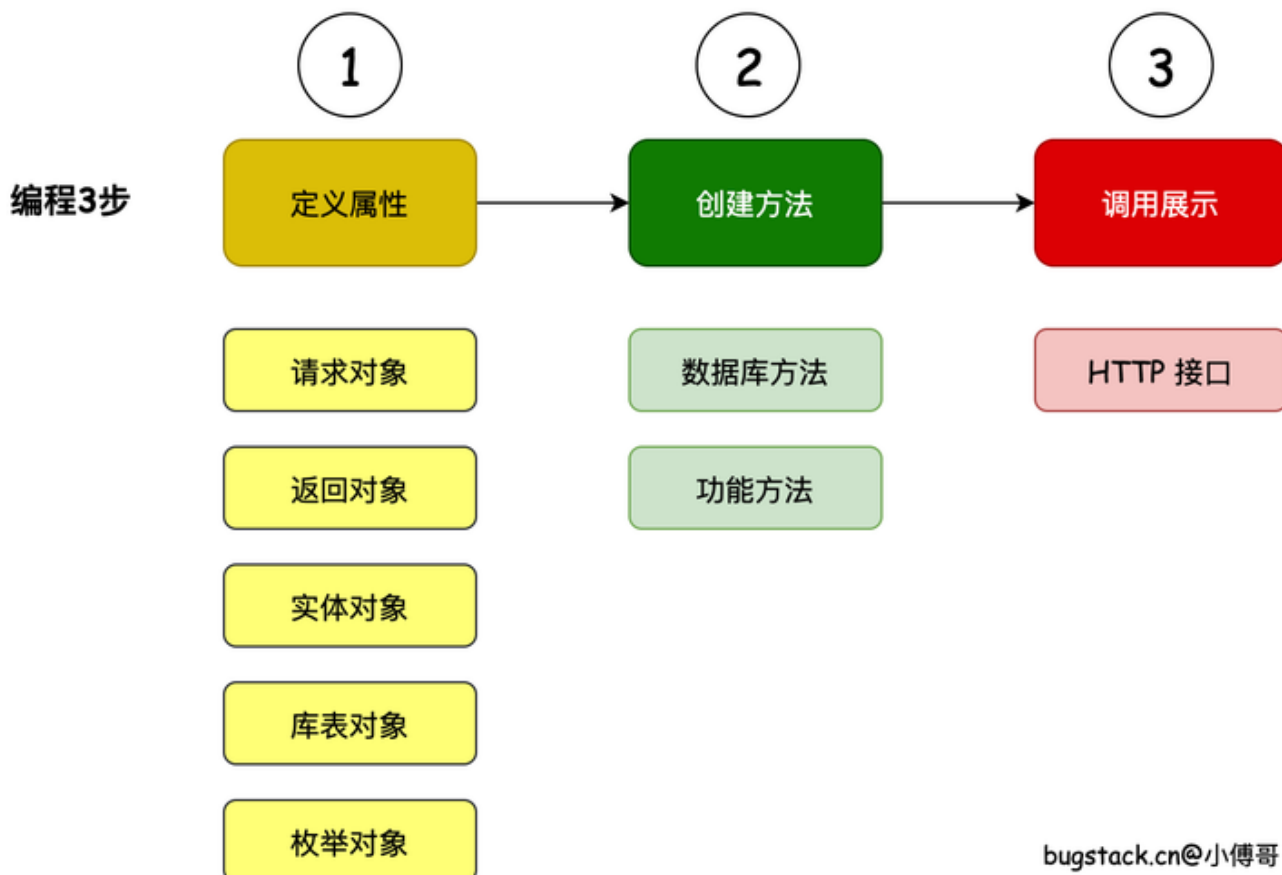 1
2
3
编程3步
定义属性
创建方法
调用展示
请求对象
数据库方法
HTTP 接口
返回对象
功能方法
实体对象
库表对象
枚举对象
bugstack.cn@小傅哥